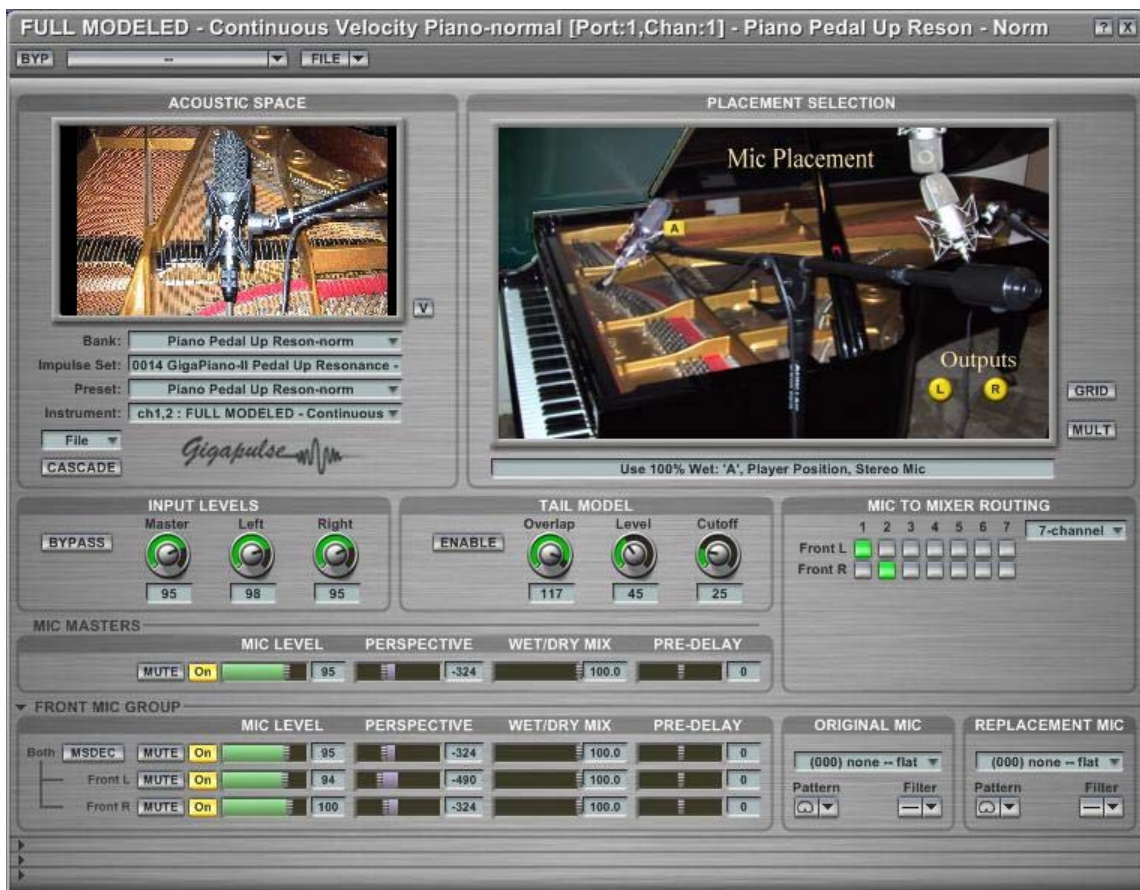 FULL MODELED - Continuous Velocity Piano-normal [Port:1,Chan:1] - Piano Pedal Up Reson - Norm ? X
BYP -- FILE
ACOUSTIC SPACE
V
Bank: Piano Pedal Up Reson-norm
Impulse Set: 0014 GigaPiano-II Pedal Up Resonance -
Preset: Piano Pedal Up Reson-norm
Instrument: ch1,2 : FULL MODELED - Continuous
File
CASCADE
Gigapulse
PLACEMENT SELECTION
Mic Placement
A
Outputs
L R
GRID
MULT
Use 100% Wet: 'A', Player Position, Stereo Mic
INPUT LEVELS
Master Left Right
BYPASS
95 98 95
TAIL MODEL
Overlap Level Cutoff
ENABLE
117 45 25
MIC TO MIXER ROUTING
1 2 3 4 5 6 7 7-channel
Front L
Front R
MIC MASTERS
MIC LEVEL PERSPECTIVE WET/DRY MIX PRE-DELAY
MUTE On 95 -324 100.0 0
FRONT MIC GROUP
MIC LEVEL PERSPECTIVE WET/DRY MIX PRE-DELAY
Both MSDEC MUTE On 95 -324 100.0 0
Front L MUTE On 94 -490 100.0 0
Front R MUTE On 100 -324 100.0 0
ORIGINAL MIC
(000) none -- flat
Pattern Filter
REPLACEMENT MIC
(000) none -- flat
Pattern Filter